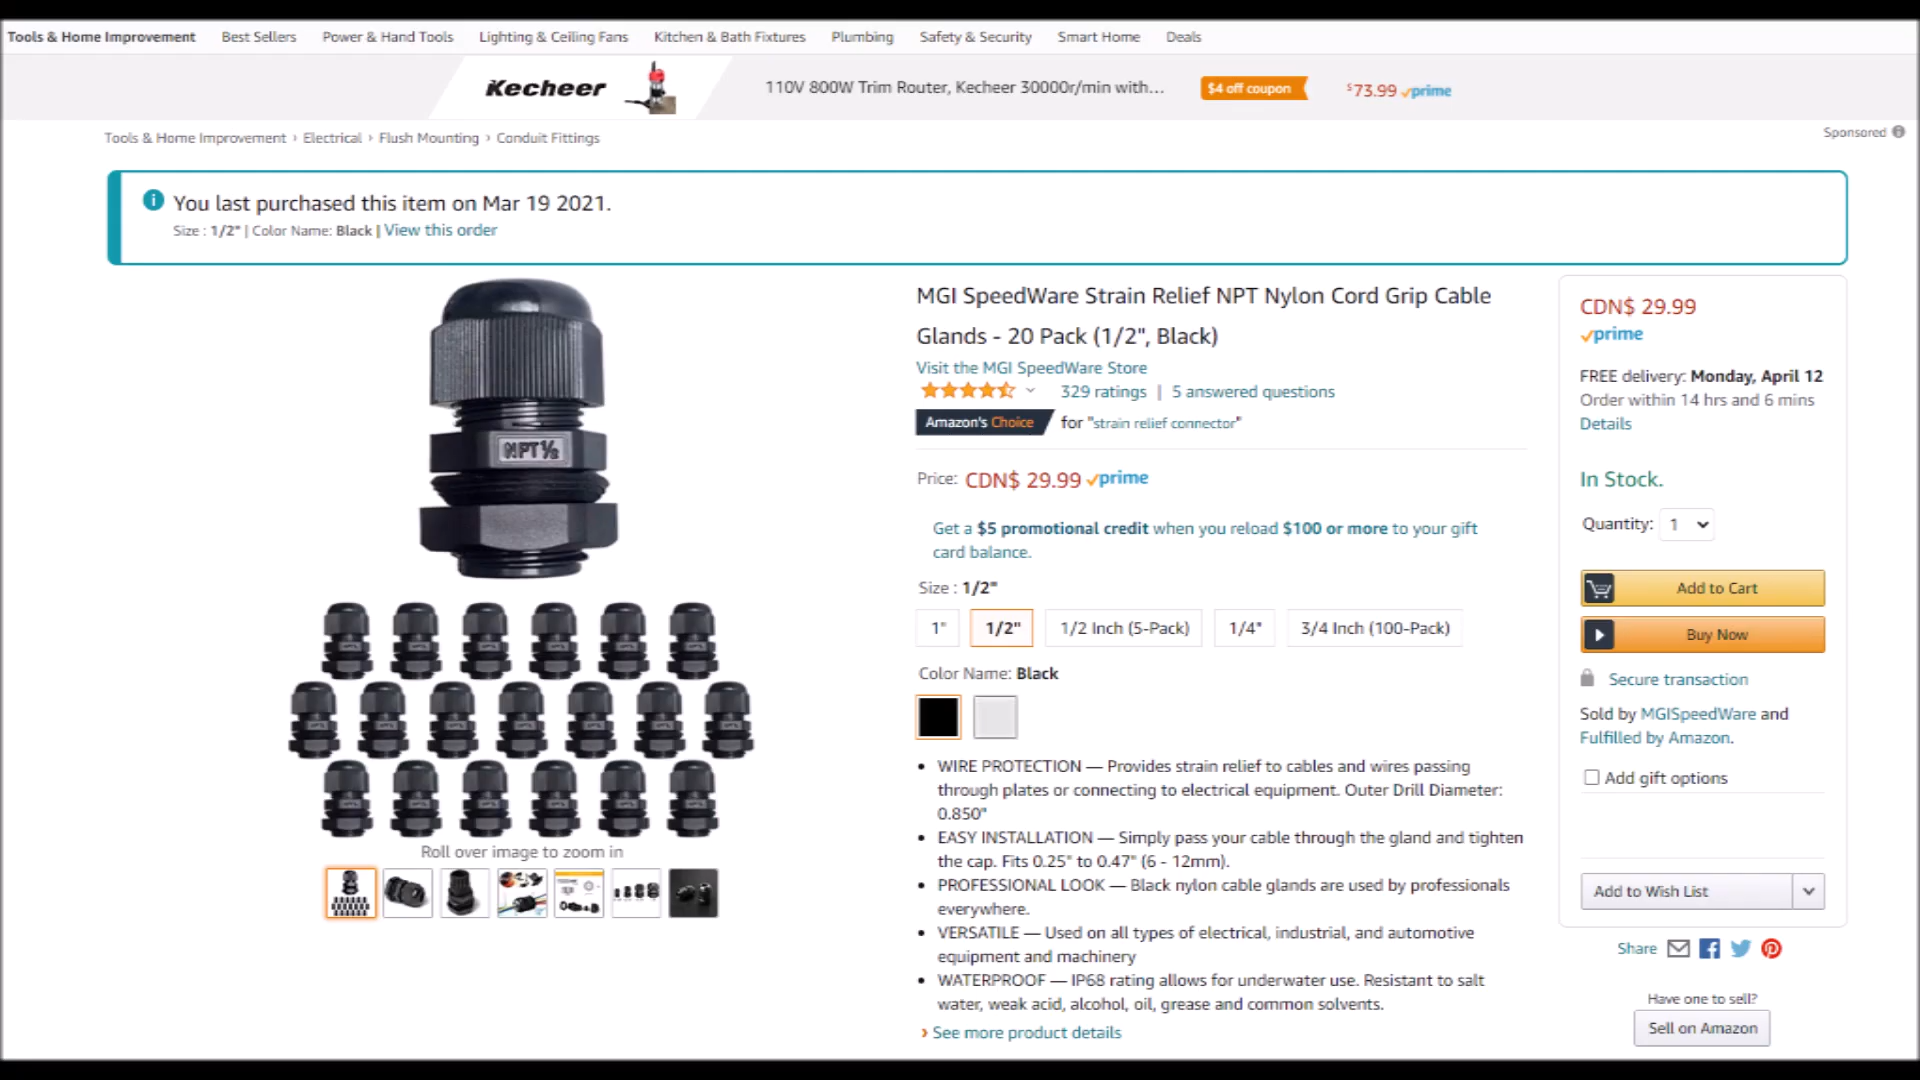 Tools & Home Improvement
Best Sellers
Power & Hand Tools
Lighting & Ceiling Fans
Kitchen & Bath Fixtures
Plumbing
Safety & Security
Smart Home
Deals
Kecheer
110V 800W Trim Router, Kecheer 30000r/min with...
$4 off coupon
$73.99 prime
Sponsored
Tools & Home Improvement › Electrical › Flush Mounting › Conduit Fittings
You last purchased this item on Mar 19 2021.
Size : 1/2" | Color Name: Black | View this order
NPT½
Roll over image to zoom in
MGI SpeedWare Strain Relief NPT Nylon Cord Grip Cable
Glands - 20 Pack (1/2", Black)
Visit the MGI SpeedWare Store
329 ratings | 5 answered questions
Amazon's Choice for "strain relief connector"
Price: CDN$ 29.99 prime
Get a $5 promotional credit when you reload $100 or more to your gift
card balance.
Size : 1/2"
1"
1/2"
1/2 Inch (5-Pack)
1/4"
3/4 Inch (100-Pack)
Color Name: Black
• WIRE PROTECTION — Provides strain relief to cables and wires passing
through plates or connecting to electrical equipment. Outer Drill Diameter:
0.850"
• EASY INSTALLATION — Simply pass your cable through the gland and tighten
the cap. Fits 0.25" to 0.47" (6 - 12mm).
• PROFESSIONAL LOOK — Black nylon cable glands are used by professionals
everywhere.
• VERSATILE — Used on all types of electrical, industrial, and automotive
equipment and machinery
• WATERPROOF — IP68 rating allows for underwater use. Resistant to salt
water, weak acid, alcohol, oil, grease and common solvents.
› See more product details
CDN$ 29.99
prime
FREE delivery: Monday, April 12
Order within 14 hrs and 6 mins
Details
In Stock.
Quantity: 1
Add to Cart
Buy Now
Secure transaction
Sold by MGISpeedWare and
Fulfilled by Amazon.
Add gift options
Add to Wish List
Share
Have one to sell?
Sell on Amazon